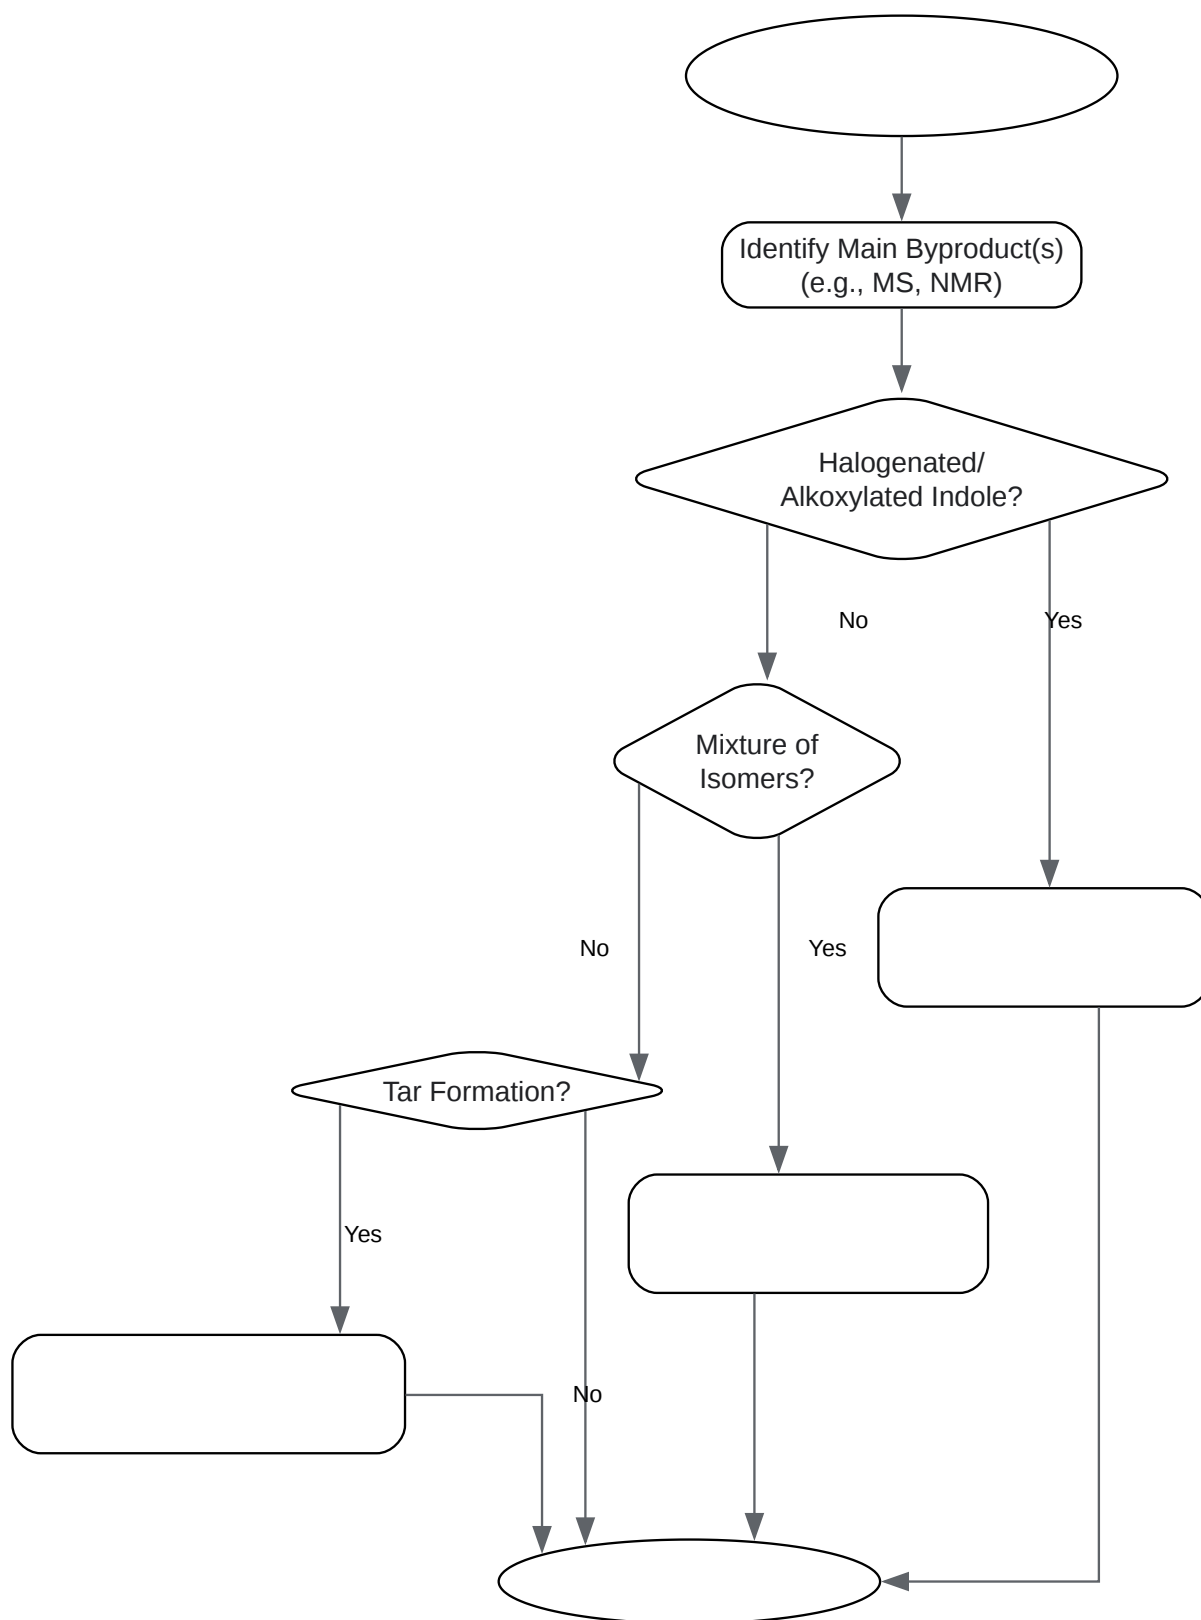 Identify Main Byproduct(s)
(e.g., MS, NMR)
Halogenated/
Alkoxylated Indole?
No
Yes
Mixture of
Isomers?
No
Yes
Tar Formation?
Yes
No